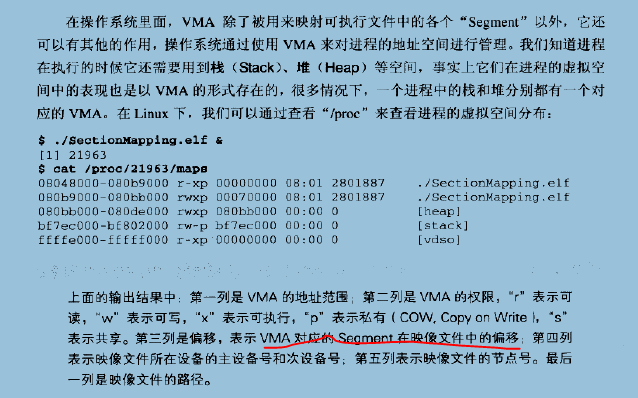 在操作系统里面，VMA 除了被用来映射可执行文件中的各个“Segment”以外，它还
可以有其他的作用，操作系统通过使用 VMA 来对进程的地址空间进行管理。我们知道进程
在执行的时候它还需要用到栈（Stack）、堆（Heap）等空间，事实上它们在进程的虚拟空
间中的表现也是以 VMA 的形式存在的，很多情况下，一个进程中的栈和堆分别都有一个对
应的 VMA。在 Linux 下，我们可以通过查看“/proc”来查看进程的虚拟空间分布：
$ ./SectionMapping.elf &
[1] 21963
$ cat /proc/21963/maps
08048000-080b9000 r-xp 00000000 08:01 2801887 ./SectionMapping.elf
080b9000-080bb000 rwxp 00070000 08:01 2801887 ./SectionMapping.elf
080bb000-080de000 rwxp 080bb000 00:00 0 [heap]
bf7ec000-bf802000 rw-p bf7ec000 00:00 0 [stack]
ffffe000-fffff000 r-xp 00000000 00:00 0 [vdso]
上面的输出结果中：第一列是 VMA 的地址范围；第二列是 VMA 的权限，“r”表示可
读，“w”表示可写，“x”表示可执行，“p”表示私有（COW, Copy on Write），“s”
表示共享。第三列是偏移，表示 VMA 对应的 Segment 在映像文件中的偏移；第四列
表示映像文件所在设备的主设备号和次设备号；第五列表示映像文件的节点号。最后
一列是映像文件的路径。